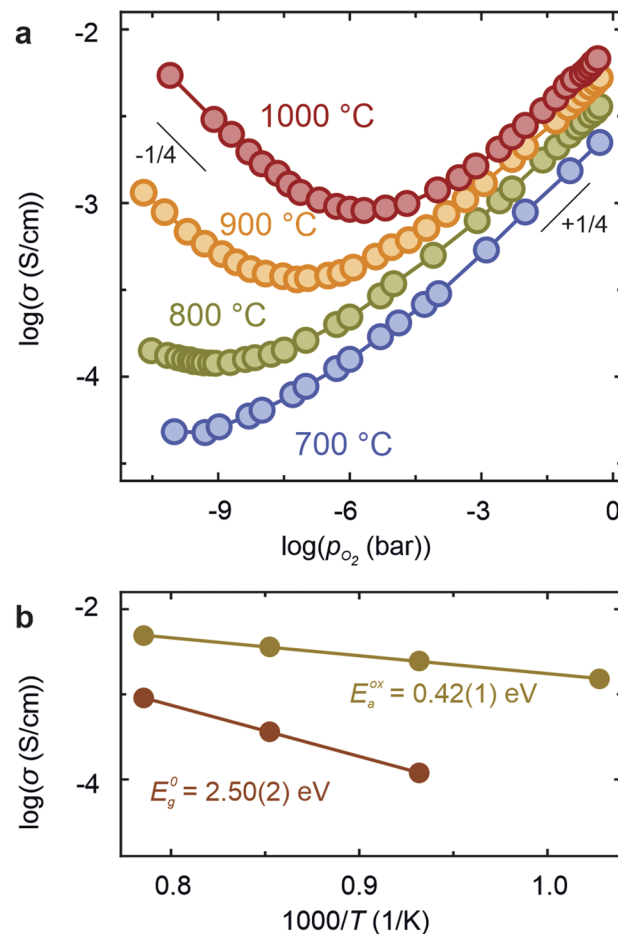 a
-2
-3
-4
log(σ (S/cm))
1000 °C
900 °C
800 °C
700 °C
-1/4
+1/4
-9
-6
-3
0
log(pO₂ (bar))
b
-2
-4
log(σ (S/cm))
Eₐᵒˣ = 0.42(1) eV
E_g⁰ = 2.50(2) eV
0.8
0.9
1.0
1000/T (1/K)